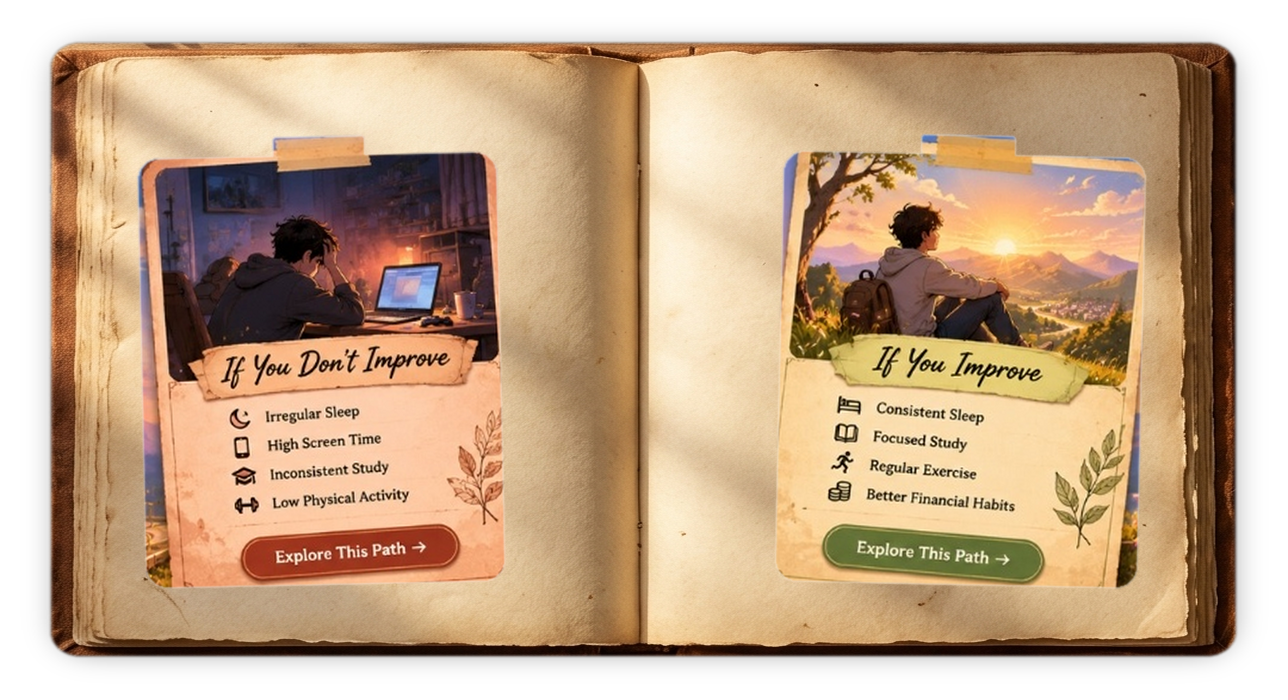 If You Don't Improve
Irregular Sleep
High Screen Time
Inconsistent Study
Low Physical Activity
Explore This Path →
If You Improve
Consistent Sleep
Focused Study
Regular Exercise
Better Financial Habits
Explore This Path →